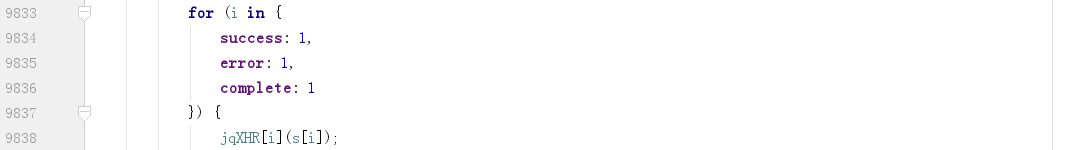 9833 for (i in {
9834 success: 1,
9835 error: 1,
9836 complete: 1
9837 }) {
9838 jqXHR[i](s[i]);